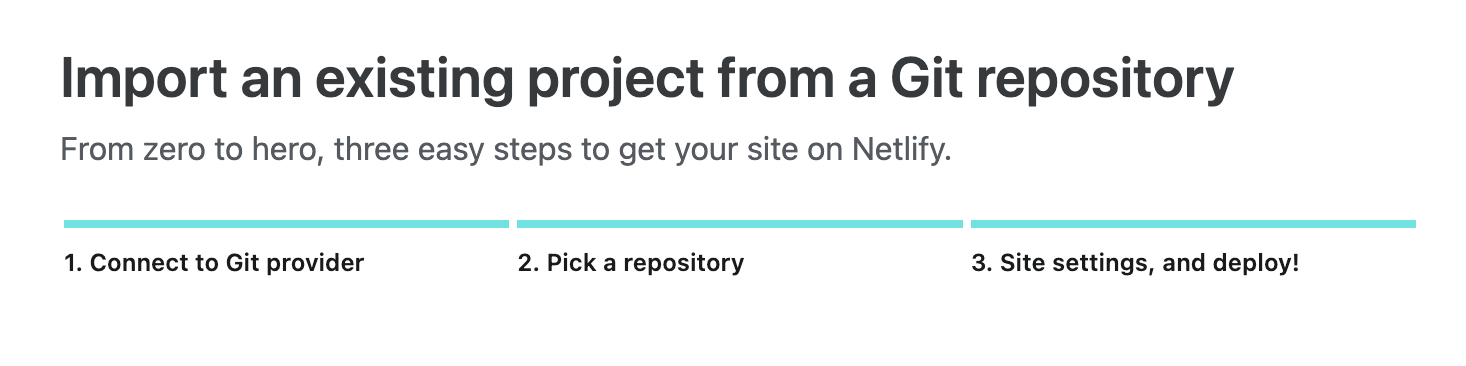 Import an existing project from a Git repository
From zero to hero, three easy steps to get your site on Netlify.
1. Connect to Git provider
2. Pick a repository
3. Site settings, and deploy!